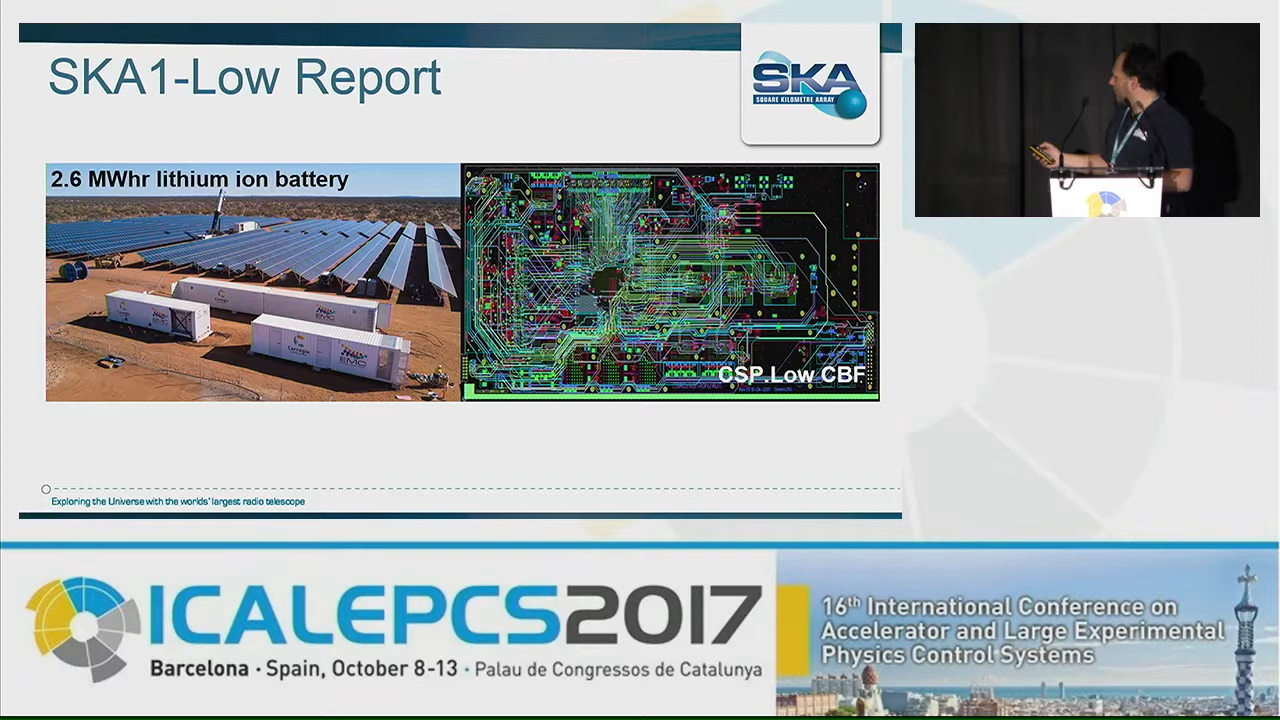 SKA1-Low Report
SKA
SQUARE KILOMETRE ARRAY
2.6 MWhr lithium ion battery
CSP.Low CBF
Exploring the Universe with the worlds' largest radio telescope
ICALEPCS2017
Barcelona · Spain, October 8-13 · Palau de Congressos de Catalunya
16th International Conference on
Accelerator and Large Experimental
Physics Control Systems